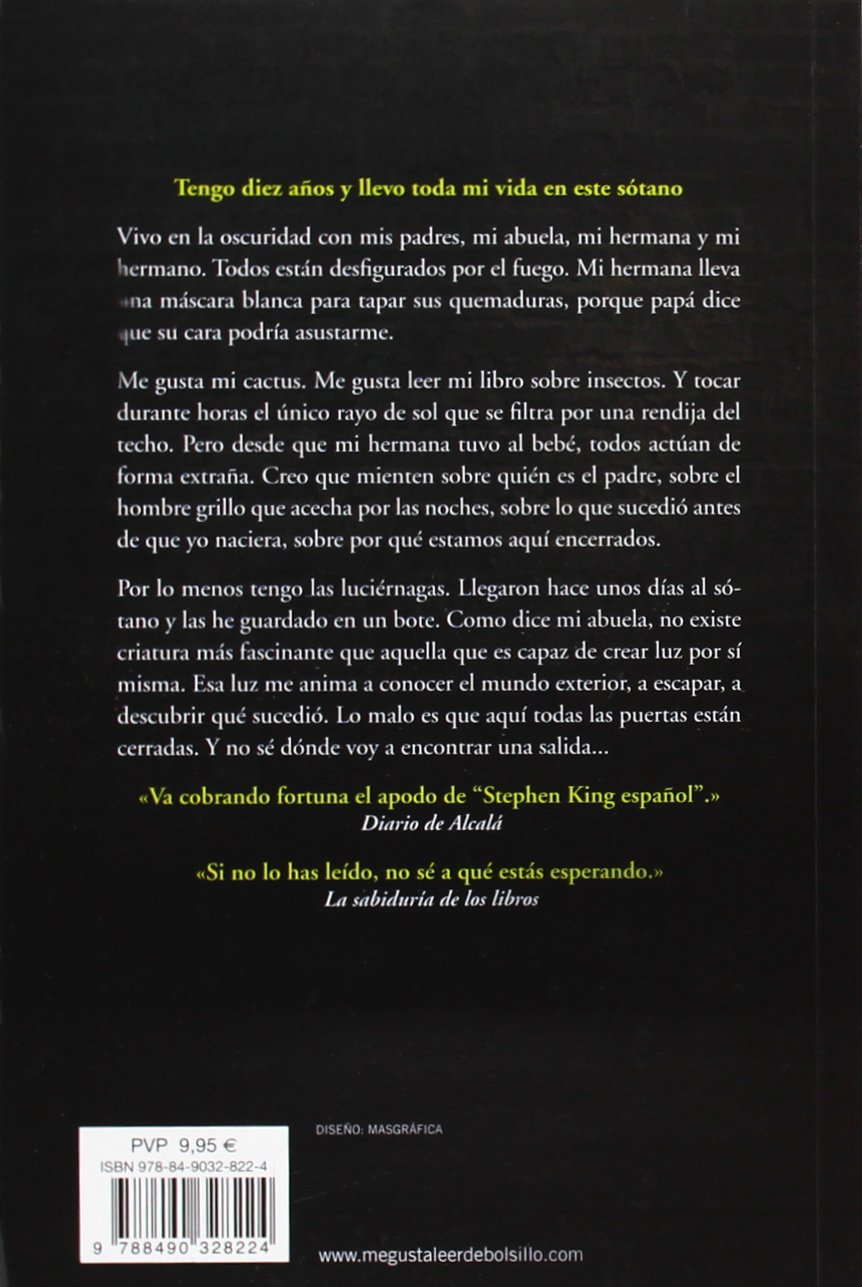 Tengo diez años y llevo toda mi vida en este sótano
Vivo en la oscuridad con mis padres, mi abuela, mi hermana y mi
hermano. Todos están desfigurados por el fuego. Mi hermana lleva
una máscara blanca para tapar sus quemaduras, porque papá dice
que su cara podría asustarme.
Me gusta mi cactus. Me gusta leer mi libro sobre insectos. Y tocar
durante horas el único rayo de sol que se filtra por una rendija del
techo. Pero desde que mi hermana tuvo al bebé, todos actúan de
forma extraña. Creo que mienten sobre quién es el padre, sobre el
hombre grillo que acecha por las noches, sobre lo que sucedió antes
de que yo naciera, sobre por qué estamos aquí encerrados.
Por lo menos tengo las luciérnagas. Llegaron hace unos días al só-
tano y las he guardado en un bote. Como dice mi abuela, no existe
criatura más fascinante que aquella que es capaz de crear luz por sí
misma. Esa luz me anima a conocer el mundo exterior, a escapar, a
descubrir qué sucedió. Lo malo es que aquí todas las puertas están
cerradas. Y no sé dónde voy a encontrar una salida...
«Va cobrando fortuna el apodo de “Stephen King español”.»
Diario de Alcalá
«Si no lo has leído, no sé a qué estás esperando.»
La sabiduría de los libros
DISEÑO: MASGRÁFICA
PVP 9,95 €
ISBN 978-84-9032-822-4
9 788490 328224
www.megustaleerdebolsillo.com